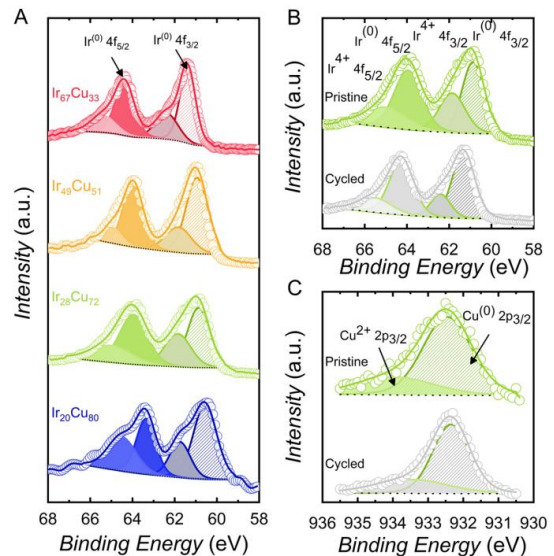 A
Ir(0) 4f5/2
Ir(0) 4f3/2
Ir67Cu33
Ir49Cu51
Ir28Cu72
Ir20Cu80
Intensity (a.u.)
68 66 64 62 60 58
Binding Energy (eV)
B
Ir4+ 4f5/2
Ir(0) 4f5/2
Ir4+ 4f3/2
Ir(0) 4f3/2
Pristine
Cycled
Intensity (a.u.)
68 66 64 62 60 58
Binding Energy (eV)
C
Cu2+ 2p3/2
Cu(0) 2p3/2
Pristine
Cycled
Intensity (a.u.)
936 935 934 933 932 931 930
Binding Energy (eV)